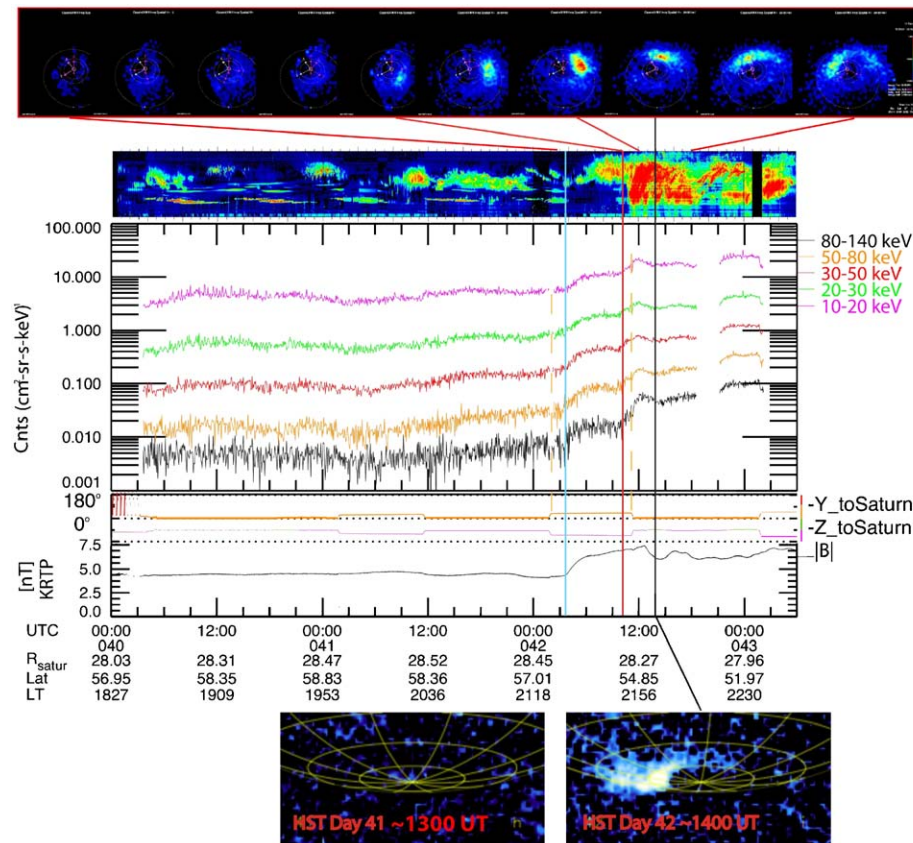 100.000
10.000
1.000
0.100
0.010
0.001
Cnts (cm²-sr-s-keV)
80-140 keV
50-80 keV
30-50 keV
20-30 keV
10-20 keV
180°
0°
-Y_toSaturn
-Z_toSaturn
|B|
7.5
5.0
2.5
0.0
[nT]
KRTP
UTC 00:00 12:00 00:00 12:00 00:00 12:00 00:00
040 041 042 043
R_satur 28.03 28.31 28.47 28.52 28.45 28.27 27.96
Lat 56.95 58.35 58.83 58.36 57.01 54.85 51.97
LT 1827 1909 1953 2036 2118 2156 2230
HST Day 41 ~1300 UT
HST Day 42 ~1400 UT